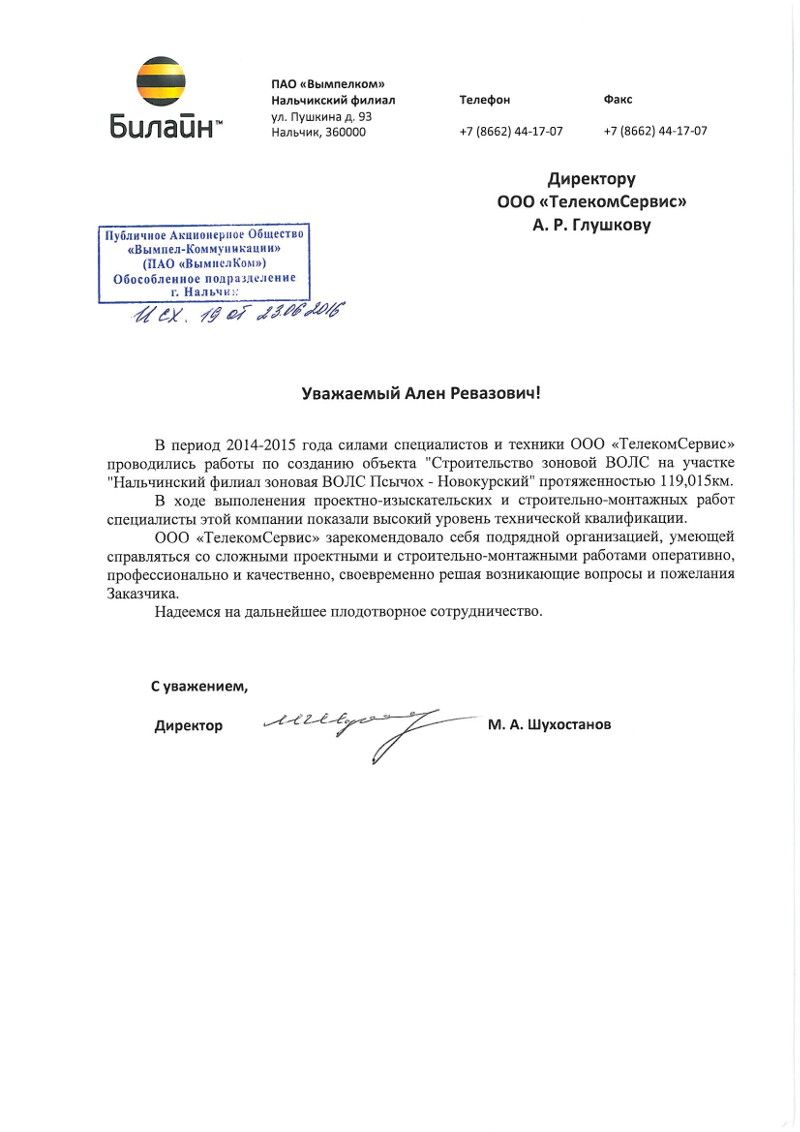 Билайн™
ПАО «Вымпелком»
Нальчикский филиал
ул. Пушкина д. 93
Нальчик, 360000
Телефон
+7 (8662) 44-17-07
Факс
+7 (8662) 44-17-07
Директору
ООО «ТелекомСервис»
А. Р. Глушкову
Публичное Акционерное Общество
«Вымпел-Коммуникации»
(ПАО «ВымпелКом»)
Обособленное подразделение
г. Нальчик
Исх. 19 от 23.06 2016
Уважаемый Ален Ревазович!
В период 2014-2015 года силами специалистов и техники ООО «ТелекомСервис»
проводились работы по созданию объекта "Строительство зоновой ВОЛС на участке
"Нальчинский филиал зоновая ВОЛС Псычох - Новокурский" протяженностью 119,015км.
В ходе выполенения проектно-изыскательских и строительно-монтажных работ
специалисты этой компании показали высокий уровень технической квалификации.
ООО «ТелекомСервис» зарекомендовало себя подрядной организацией, умеющей
справляться со сложными проектными и строительно-монтажными работами оперативно,
профессионально и качественно, своевременно решая возникающие вопросы и пожелания
Заказчика.
Надеемся на дальнейшее плодотворное сотрудничество.
С уважением,
Директор
М. А. Шухостанов